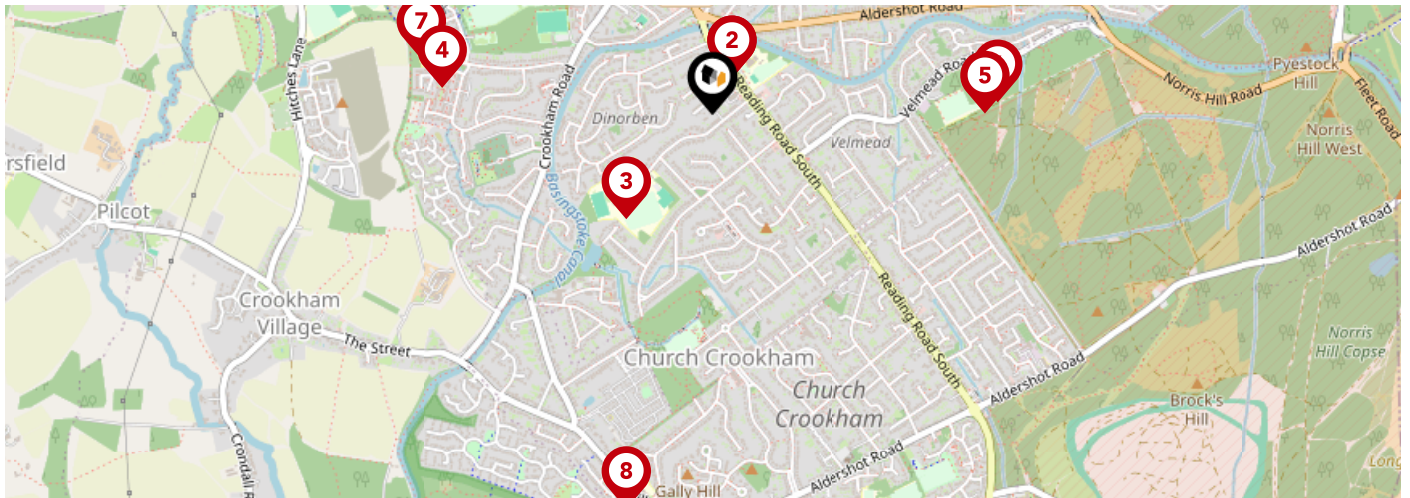 Aldershot Road
7
2
4
Hitches Lane
5
Velmead Road
Pyestock
Hill
Norris Hill Road
Fleet Road
Crookham Road
Reading Road South
Dinorben
Velmead
Norris
Hill West
ersfield
3
Pilcot
Basingstoke Canal
Aldershot Road
Crookham
Village
Reading Road South
The Street
Church Crookham
Norris
Hill Copse
Aldershot Road
Church
Crookham
Brock's
Hill
Crondall R
8
Aldershot Road
Gally Hill
Long